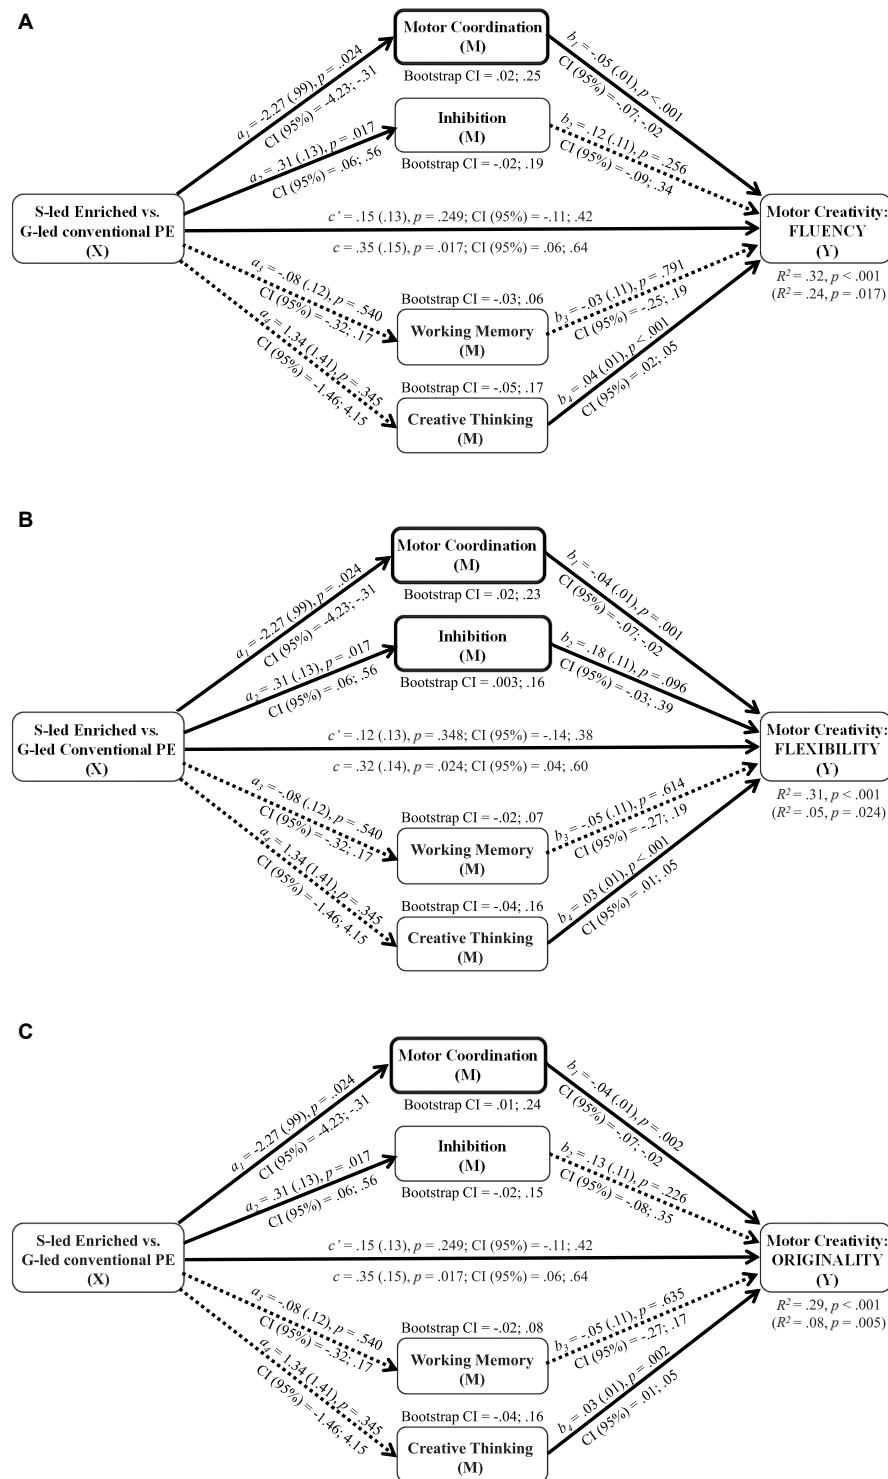 A
Motor Coordination
(M)
Bootstrap CI = .02; .25
a1 = -2.27 (.99), p = .024
CI (95%) = -4,23; -.31
b1 = -.05 (.01), p < .001
CI (95%) = -.07; -.02
Inhibition
(M)
Bootstrap CI = -.02; .19
a2 = .31 (.13), p = .017
CI (95%) = .06; .56
b2 = .12 (.11), p = .256
CI (95%) = -.09; .34
S-led Enriched vs.
G-led conventional PE
(X)
c' = .15 (.13), p = .249; CI (95%) = -.11; .42
c = .35 (.15), p = .017; CI (95%) = .06; .64
Motor Creativity:
FLUENCY
(Y)
R2 = .32, p < .001
(R2 = .24, p = .017)
a3 = -.08 (.12), p = .540
CI (95%) = -.32; .17
Bootstrap CI = -.03; .06
Working Memory
(M)
b3 = -.03 (.11), p = .791
CI (95%) = -.25; .19
a4 = 1.34 (1.41), p = .345
CI (95%) = -1.46; 4.15
Bootstrap CI = -.05; .17
Creative Thinking
(M)
b4 = .04 (.01), p < .001
CI (95%) = .02; .05
B
Motor Coordination
(M)
Bootstrap CI = .02; .23
a1 = -2.27 (.99), p = .024
CI (95%) = -4,23; -.31
b1 = -.04 (.01), p = .001
CI (95%) = -.07; -.02
Inhibition
(M)
Bootstrap CI = .003; .16
a2 = .31 (.13), p = .017
CI (95%) = .06; .56
b2 = .18 (.11), p = .096
CI (95%) = -.03; .39
S-led Enriched vs.
G-led Conventional PE
(X)
c' = .12 (.13), p = .348; CI (95%) = -.14; .38
c = .32 (.14), p = .024; CI (95%) = .04; .60
Motor Creativity:
FLEXIBILITY
(Y)
R2 = .31, p < .001
(R2 = .05, p = .024)
a3 = -.08 (.12), p = .540
CI (95%) = -.32; .17
Bootstrap CI = -.02; .07
Working Memory
(M)
b3 = -.05 (.11), p = .614
CI (95%) = -.27; .19
a4 = 1.34 (1.41), p = .345
CI (95%) = -1.46; 4.15
Bootstrap CI = -.04; .16
Creative Thinking
(M)
b4 = .03 (.01), p < .001
CI (95%) = .01; .05
C
Motor Coordination
(M)
Bootstrap CI = .01; .24
a1 = -2.27 (.99), p = .024
CI (95%) = -4,23; -.31
b1 = -.04 (.01), p = .002
CI (95%) = -.07; -.02
Inhibition
(M)
Bootstrap CI = -.02; .15
a2 = .31 (.13), p = .017
CI (95%) = .06; .56
b2 = .13 (.11), p = .226
CI (95%) = -.08; .35
S-led Enriched vs.
G-led conventional PE
(X)
c' = .15 (.13), p = .249; CI (95%) = -.11; .42
c = .35 (.15), p = .017; CI (95%) = .06; .64
Motor Creativity:
ORIGINALITY
(Y)
R2 = .29, p < .001
(R2 = .08, p = .005)
a3 = -.08 (.12), p = .540
CI (95%) = -.32; .17
Bootstrap CI = -.02; .08
Working Memory
(M)
b3 = -.05 (.11), p = .635
CI (95%) = -.27; .17
a4 = 1.34 (1.41), p = .345
CI (95%) = -1.46; 4.15
Bootstrap CI = -.04; .16
Creative Thinking
(M)
b4 = .03 (.01), p = .002
CI (95%) = .01; .05